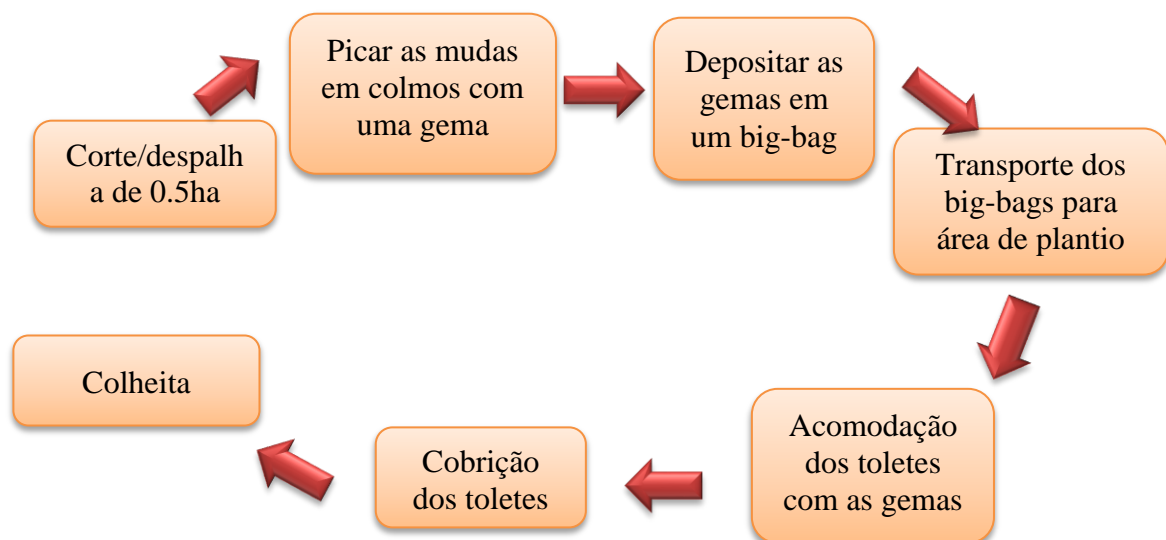 Corte/despalh
a de 0.5ha
Picar as mudas
em colmos com
uma gema
Depositar as
gemas em
um big-bag
Transporte dos
big-bags para
área de plantio
Acomodação
dos toletes
com as gemas
Cobrição
dos toletes
Colheita